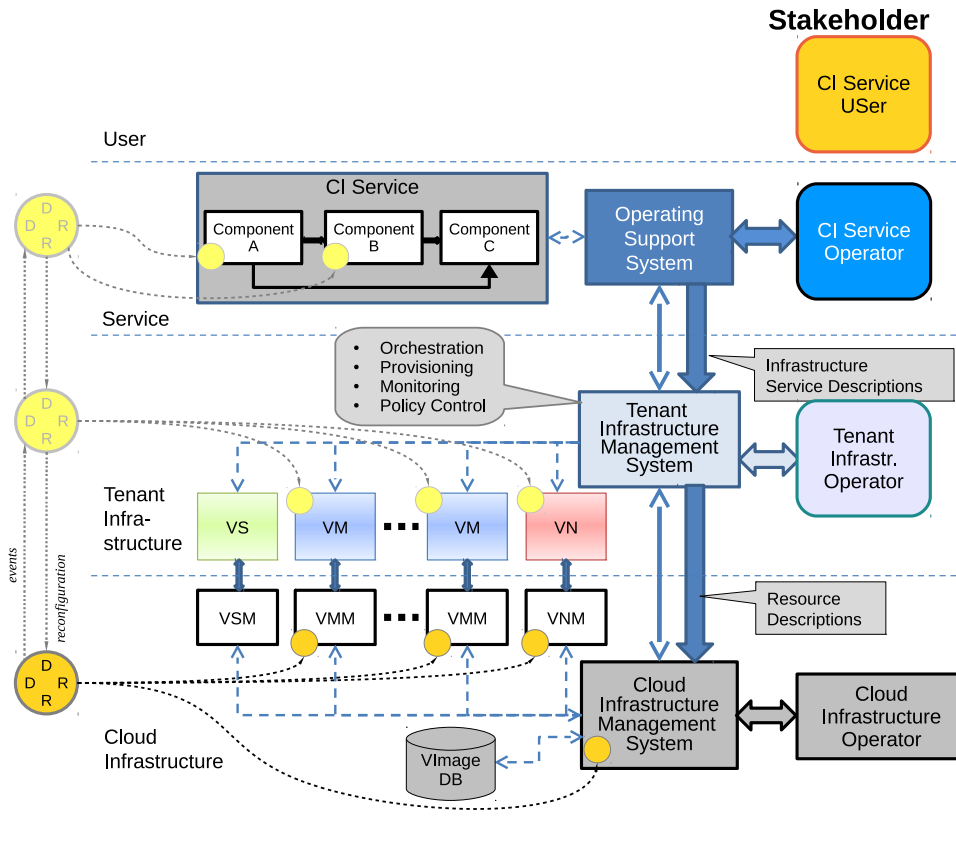 Stakeholder
CI Service
USer
User
CI Service
Component
A
Component
B
Component
C
Operating
Support
System
CI Service
Operator
D
D R
R
Service
• Orchestration
• Provisioning
• Monitoring
• Policy Control
Infrastructure
Service Descriptions
Tenant
Infrastructure
Management
System
Tenant
Infrastr.
Operator
D
D R
R
Tenant
Infra-
structure
VS
VM
VM
VN
events
reconfiguration
VSM
VMM
VMM
VNM
Resource
Descriptions
D
D R
R
Cloud
Infrastructure
Cloud
Infrastructure
Management
System
Cloud
Infrastructure
Operator
VImage
DB